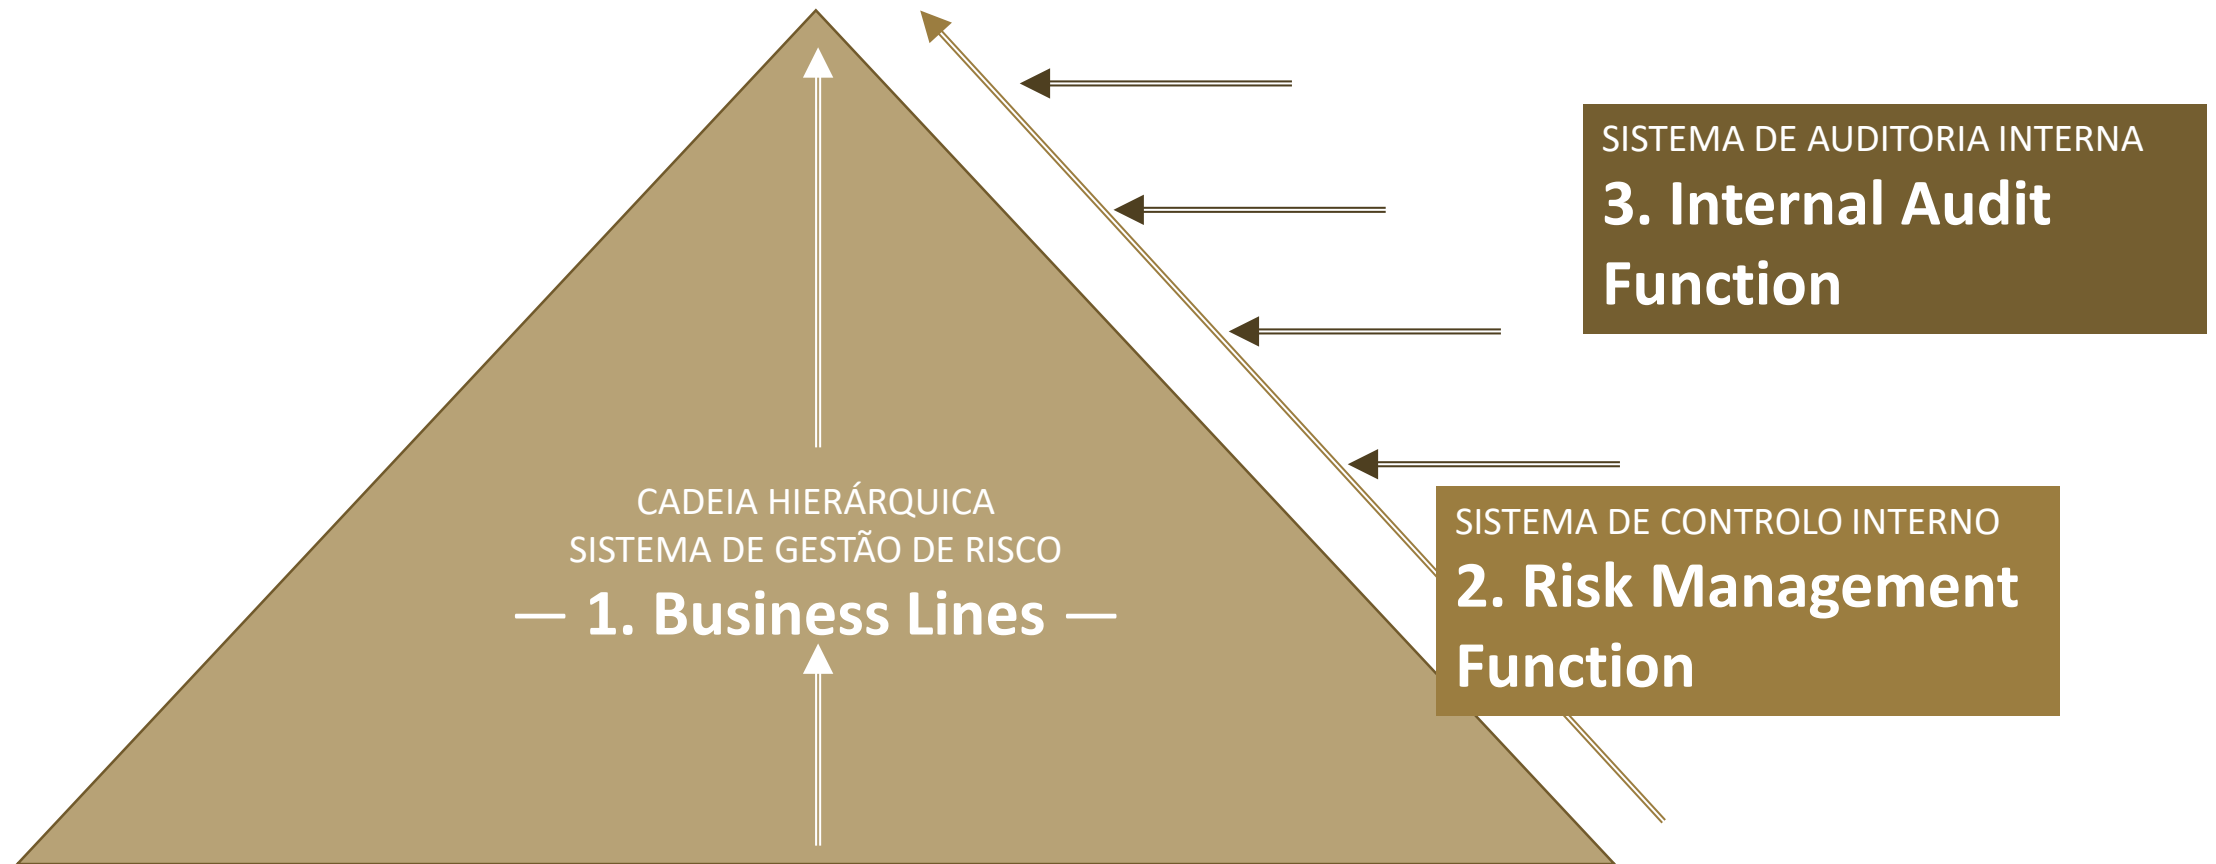 SISTEMA DE AUDITORIA INTERNA
3. Internal Audit
Function
CADEIA HIERÁRQUICA
SISTEMA DE GESTÃO DE RISCO
— 1. Business Lines —
SISTEMA DE CONTROLO INTERNO
2. Risk Management
Function